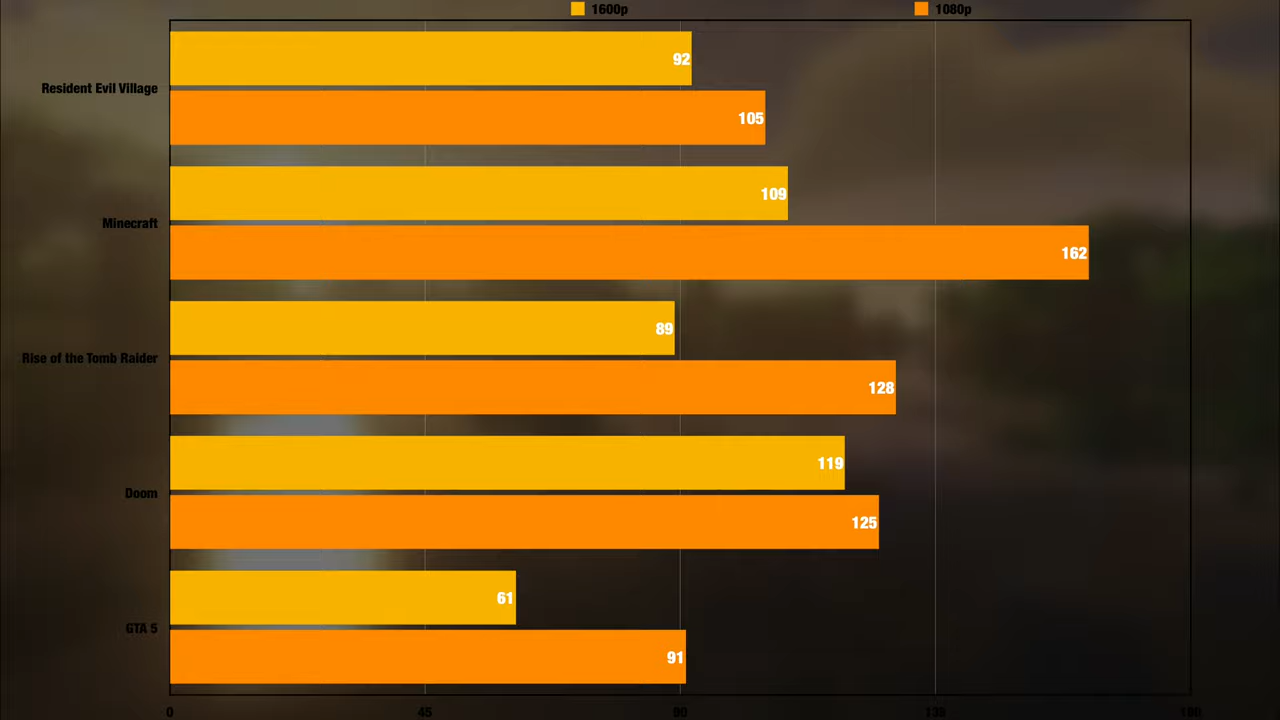 1600p 1080p
Resident Evil Village
92
105
Minecraft
109
162
Rise of the Tomb Raider
89
128
Doom
119
125
GTA 5
61
91
0 45 90 135 180